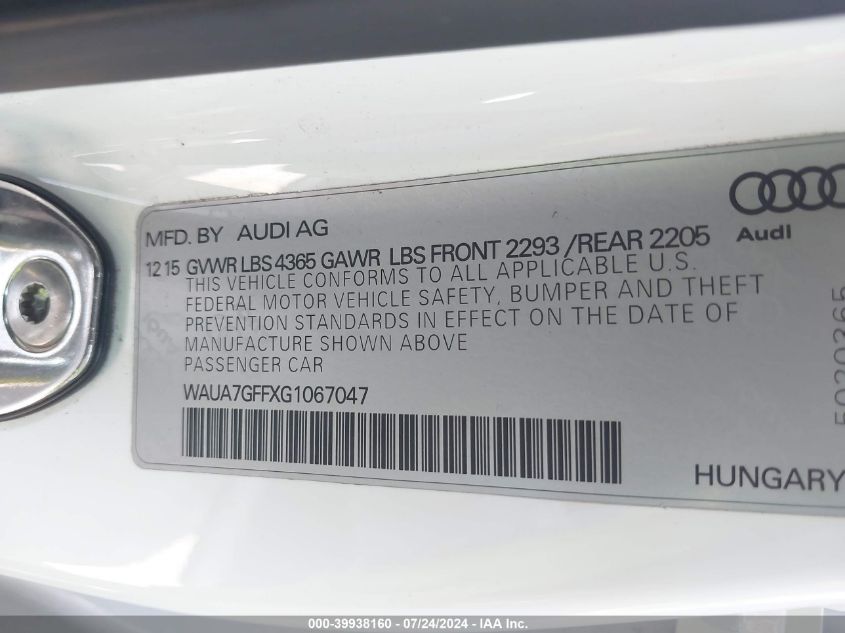 MFD. BY AUDI AG
Audi
12 15 GVWR LBS 4365 GAWR LBS FRONT 2293 /REAR 2205
THIS VEHICLE CONFORMS TO ALL APPLICABLE U.S.
FEDERAL MOTOR VEHICLE SAFETY, BUMPER AND THEFT
PREVENTION STANDARDS IN EFFECT ON THE DATE OF
MANUFACTURE SHOWN ABOVE
PASSENGER CAR
WAUA7GFFXG1067047
HUNGARY
000-39938160 - 07/24/2024 - IAA Inc.